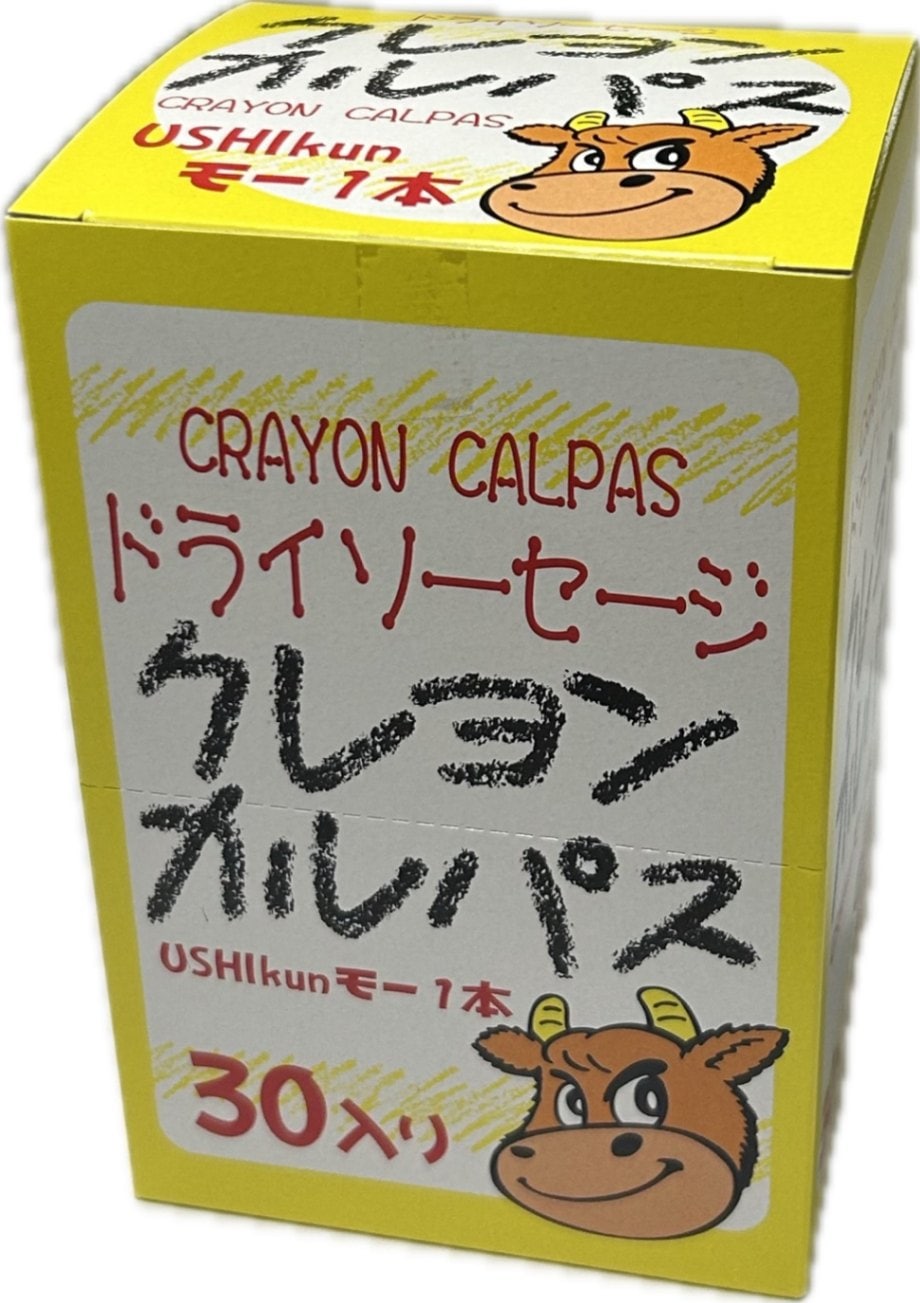 クレヨン
カルパス
CRAYON CALPAS
USHIkun
モー1本
CRAYON CALPAS
ドライソーセージ
クレヨン
カルパス
USHIkunモー1本
30入り